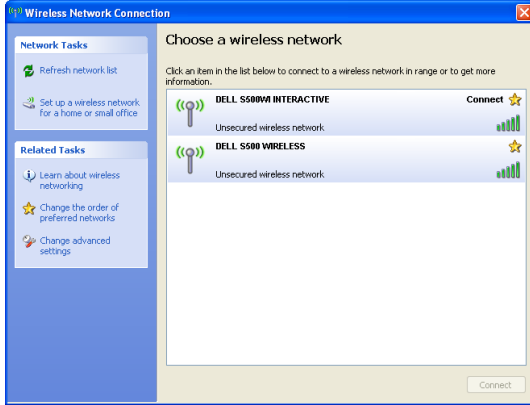 Wireless Network Connection
Network Tasks
Refresh network list
Set up a wireless network
for a home or small office
Related Tasks
Learn about wireless
networking
Change the order of
preferred networks
Change advanced
settings
Choose a wireless network
Click an item in the list below to connect to a wireless network in range or to get more
information.
DELL S500WI INTERACTIVE
Connect
Unsecured wireless network
DELL S500 WIRELESS
Unsecured wireless network
Connect